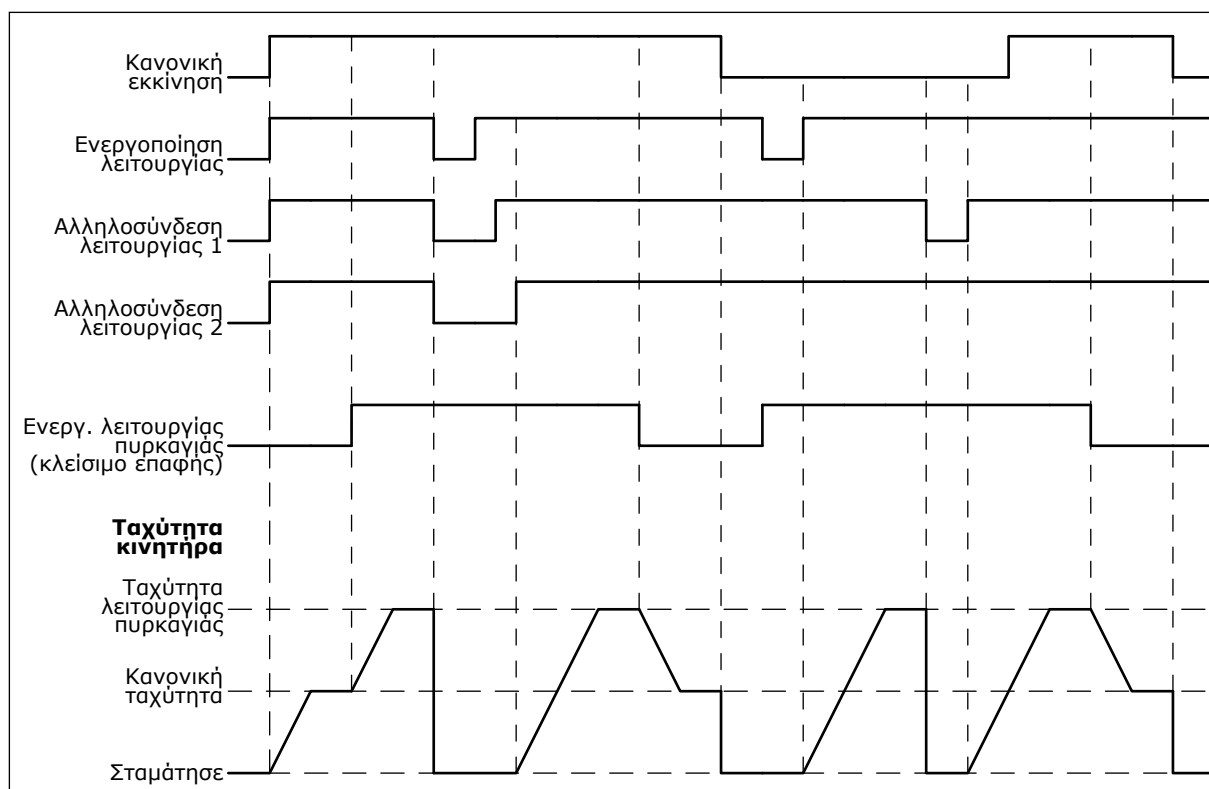 Κανονική
εκκίνηση
Ενεργοποίηση
λειτουργίας
Αλληλοσύνδεση
λειτουργίας 1
Αλληλοσύνδεση
λειτουργίας 2
Ενεργ. λειτουργίας
πυρκαγιάς
(κλείσιμο επαφής)
Ταχύτητα
κινητήρα
Ταχύτητα
λειτουργίας
πυρκαγιάς
Κανονική
ταχύτητα
Σταμάτησε